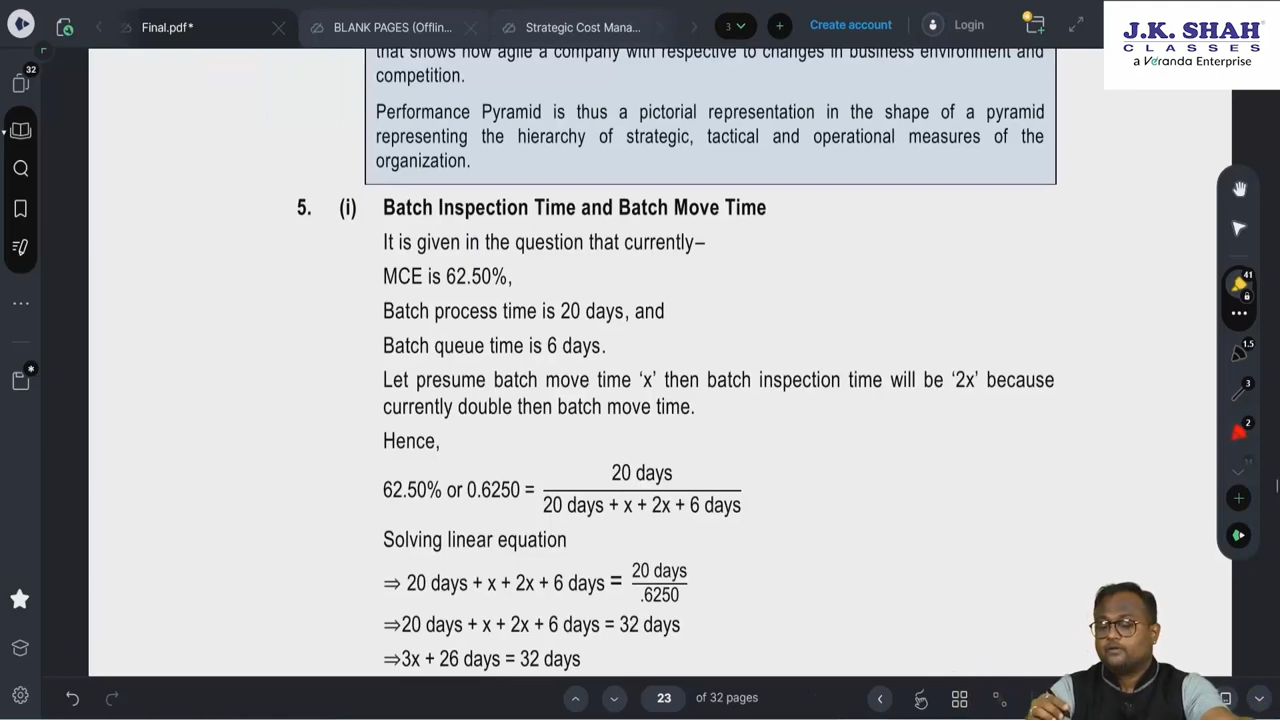 Final.pdf*
BLANK PAGES (Offlin...
Strategic Cost Mana...
3
Create account
Login
J.K. SHAH
CLASSES
a Veranda Enterprise
32
that shows how agile a company with respective to changes in business environment and
competition.
Performance Pyramid is thus a pictorial representation in the shape of a pyramid
representing the hierarchy of strategic, tactical and operational measures of the
organization.
5. (i) Batch Inspection Time and Batch Move Time
It is given in the question that currently–
MCE is 62.50%,
Batch process time is 20 days, and
Batch queue time is 6 days.
Let presume batch move time ‘x’ then batch inspection time will be ‘2x’ because
currently double then batch move time.
Hence,
62.50% or 0.6250 = 20 days
20 days + x + 2x + 6 days
Solving linear equation
⇒ 20 days + x + 2x + 6 days = 20 days
.6250
⇒20 days + x + 2x + 6 days = 32 days
⇒3x + 26 days = 32 days
41
1.5
3
2
23 of 32 pages